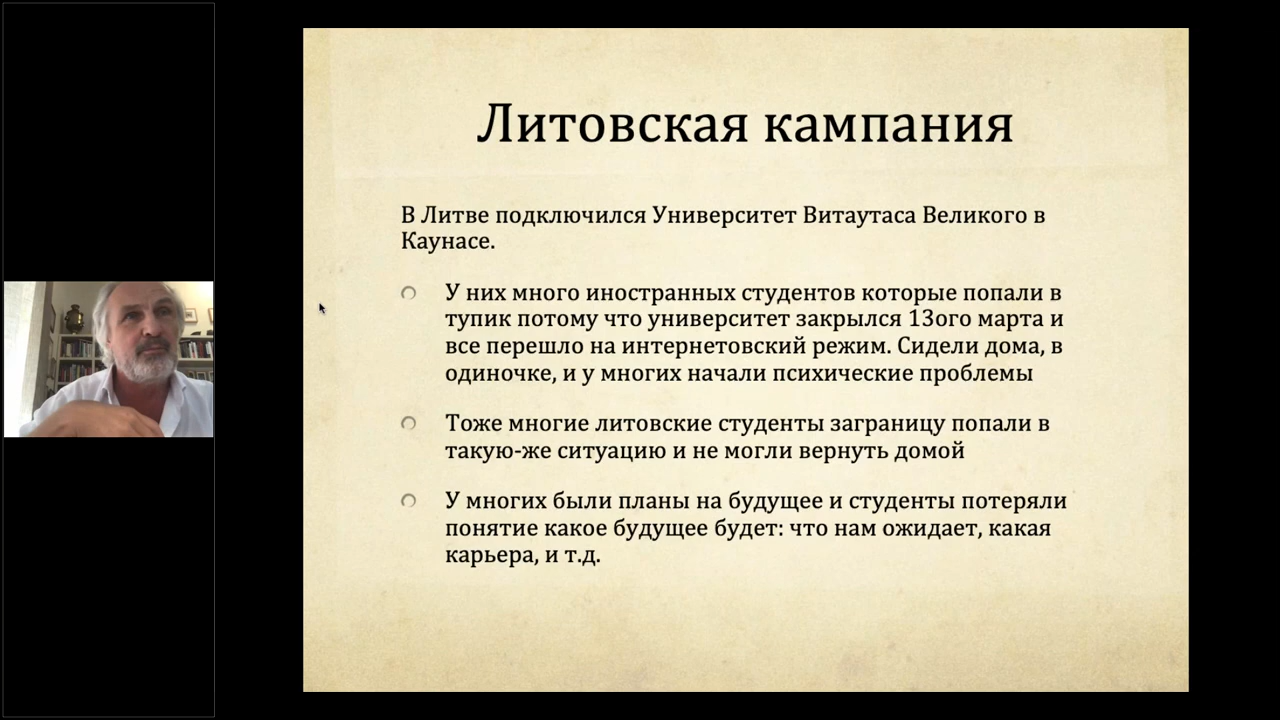 Литовская кампания
В Литве подключился Университет Витаутаса Великого в
Каунасе.
У них много иностранных студентов которые попали в
тупик потому что университет закрылся 13ого марта и
все перешло на интернетовский режим. Сидели дома, в
одиночке, и у многих начали психические проблемы
Тоже многие литовские студенты заграницу попали в
такую-же ситуацию и не могли вернуть домой
У многих были планы на будущее и студенты потеряли
понятие какое будущее будет: что нам ожидает, какая
карьера, и т.д.